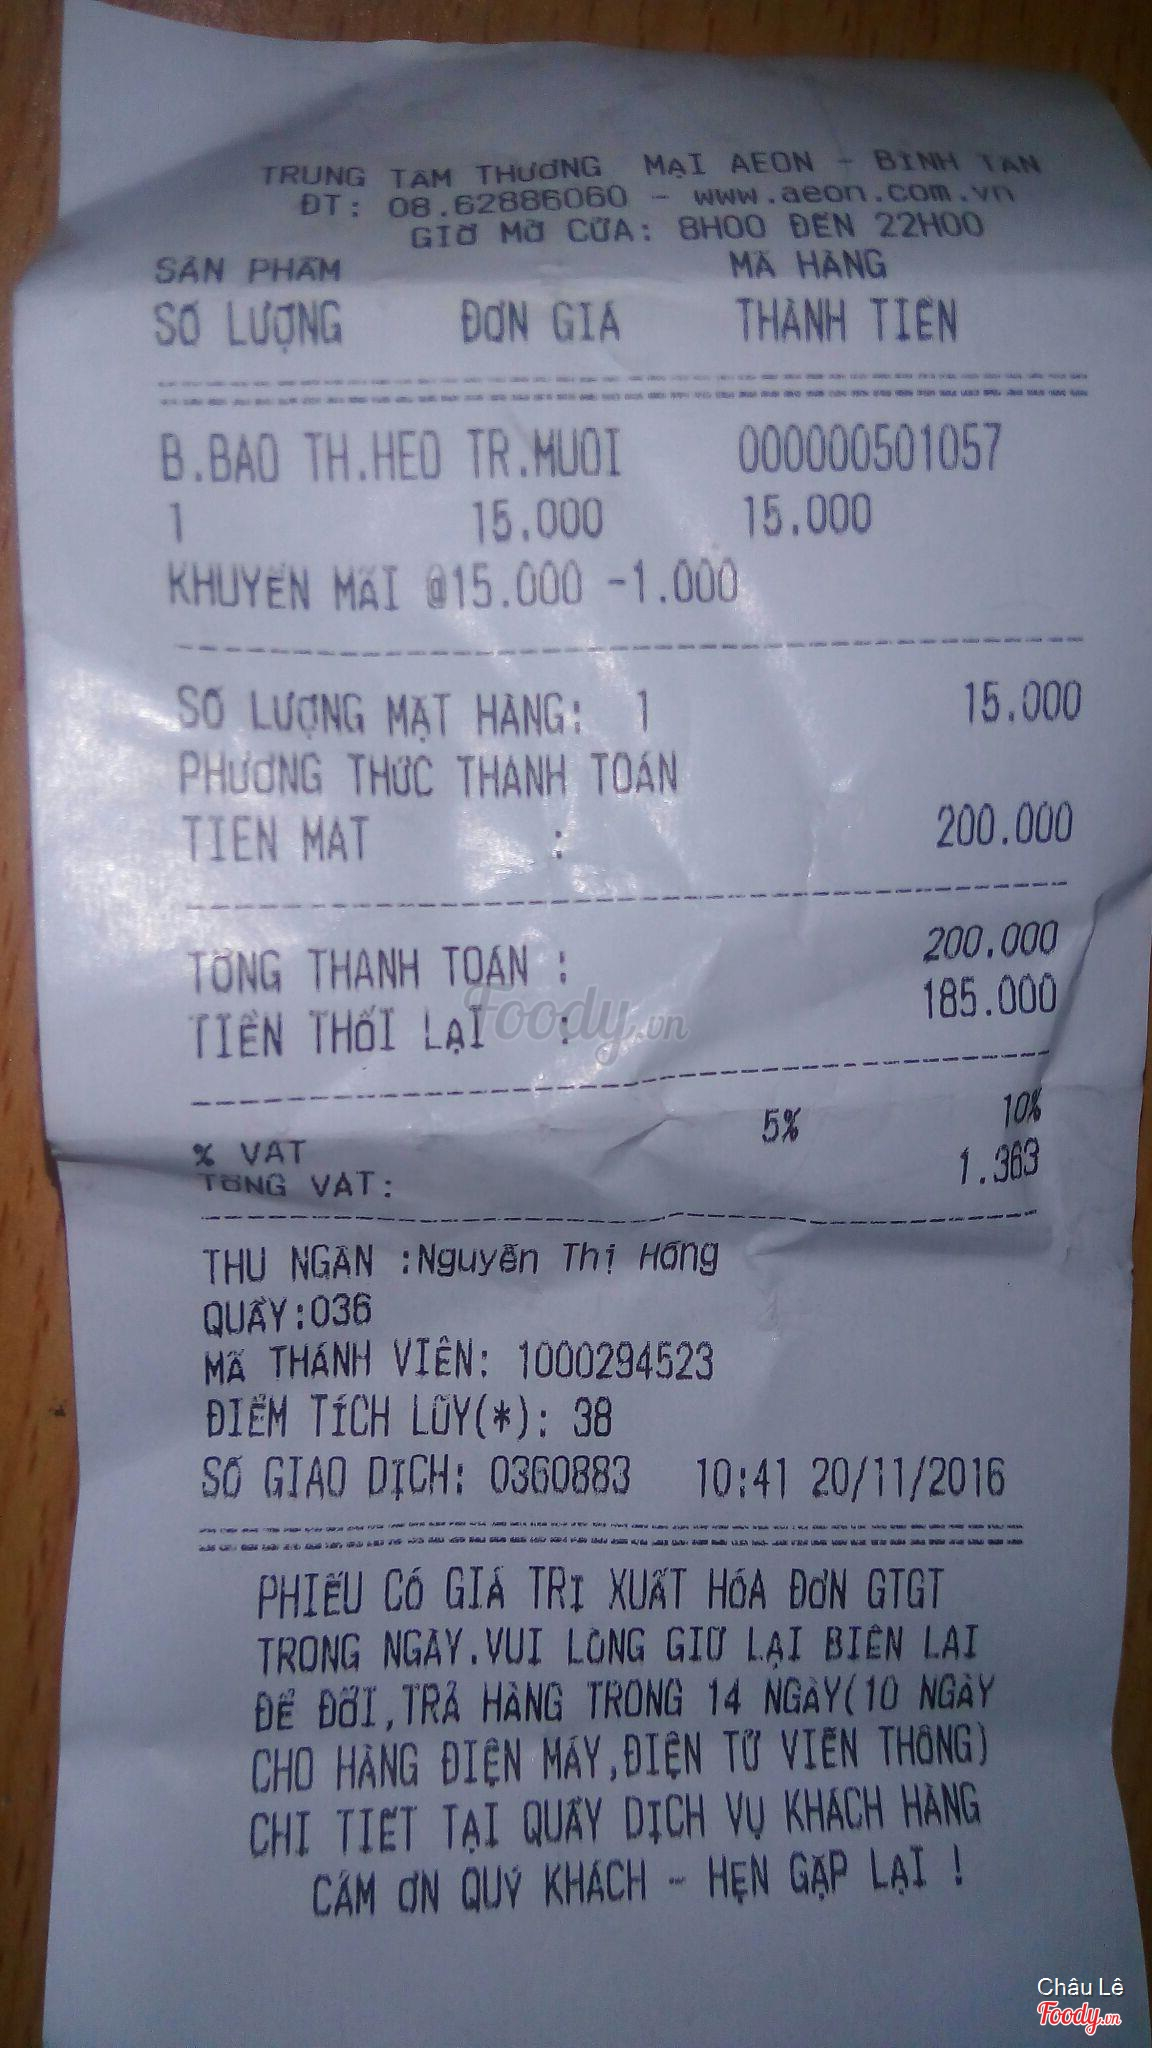 TRUNG TÂM THƯƠNG MẠI AEON - BÌNH TÂN
ĐT: 08.62886060 - www.aeon.com.vn
GIỜ MỞ CỬA: 8H00 ĐẾN 22H00
SẢN PHẨM MÃ HÀNG
SỐ LƯỢNG ĐƠN GIÁ THÀNH TIỀN
B.BAO TH.HEO TR.MUOI 000000501057
1 15.000 15.000
KHUYẾN MÃI @15.000 -1.000
SỐ LƯỢNG MẶT HÀNG: 1 15.000
PHƯƠNG THỨC THANH TOÁN
TIEN MAT : 200.000
TỔNG THANH TOÁN : 200.000
TIỀN THỐI LẠI : 185.000
% VAT 5% 10%
TỔNG VAT: 1.363
THU NGÂN :Nguyễn Thị Hồng
QUẦY:036
MÃ THÀNH VIÊN: 1000294523
ĐIỂM TÍCH LŨY(*): 38
SỐ GIAO DỊCH: 0360883 10:41 20/11/2016
PHIẾU CÓ GIÁ TRỊ XUẤT HÓA ĐƠN GTGT
TRONG NGÀY.VUI LÒNG GIỮ LẠI BIÊN LAI
ĐỂ ĐỔI,TRẢ HÀNG TRONG 14 NGÀY(10 NGÀY
CHO HÀNG ĐIỆN MÁY,ĐIỆN TỬ VIỄN THÔNG)
CHI TIẾT TẠI QUẦY DỊCH VỤ KHÁCH HÀNG
CẢM ƠN QUÝ KHÁCH - HẸN GẶP LẠI !
Foody.vn
Châu Lê
Foody.vn